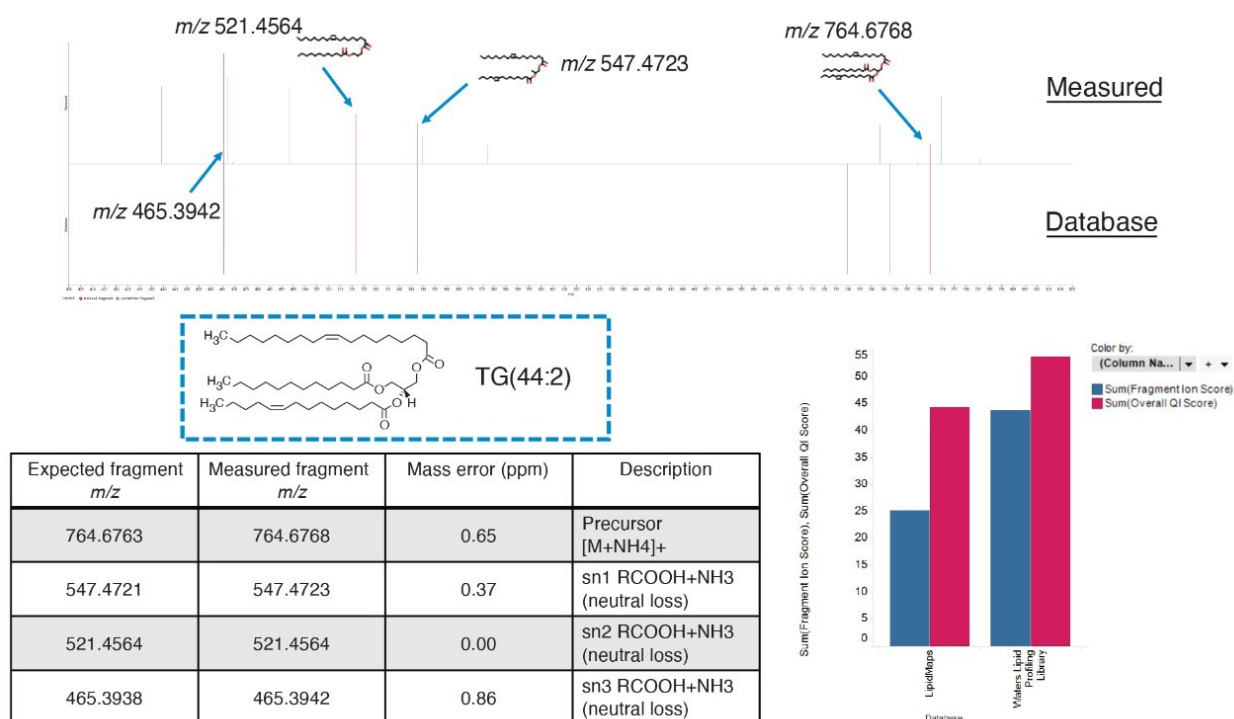 m/z 521.4564
m/z 764.6768
m/z 547.4723
Measured
m/z 465.3942
Database
H₃C
O
H₃C
O
O
TG(44:2)
O
H₃C
O
H
O
Expected fragment m/z
Measured fragment m/z
Mass error (ppm)
Description
764.6763
764.6768
0.65
Precursor
[M+NH4]+
547.4721
547.4723
0.37
sn1 RCOOH+NH3
(neutral loss)
521.4564
521.4564
0.00
sn2 RCOOH+NH3
(neutral loss)
465.3938
465.3942
0.86
sn3 RCOOH+NH3
(neutral loss)
Color by:
(Column Na...
Sum(Fragment Ion Score)
Sum(Overall QI Score)
Sum(Fragment Ion Score), Sum(Overall QI Score)
55
50
45
40
35
30
25
20
15
10
5
0
LipidMaps
Waters Lipid
Profiling
Library
Database